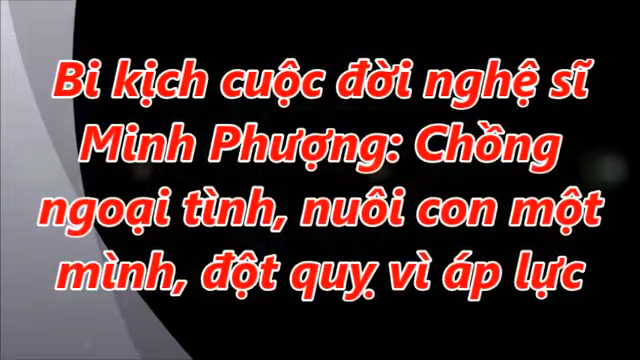 Bi kịch cuộc đời nghệ sĩ
Minh Phượng: Chồng
ngoại tình, nuôi con một
mình, đột quỵ vì áp lực